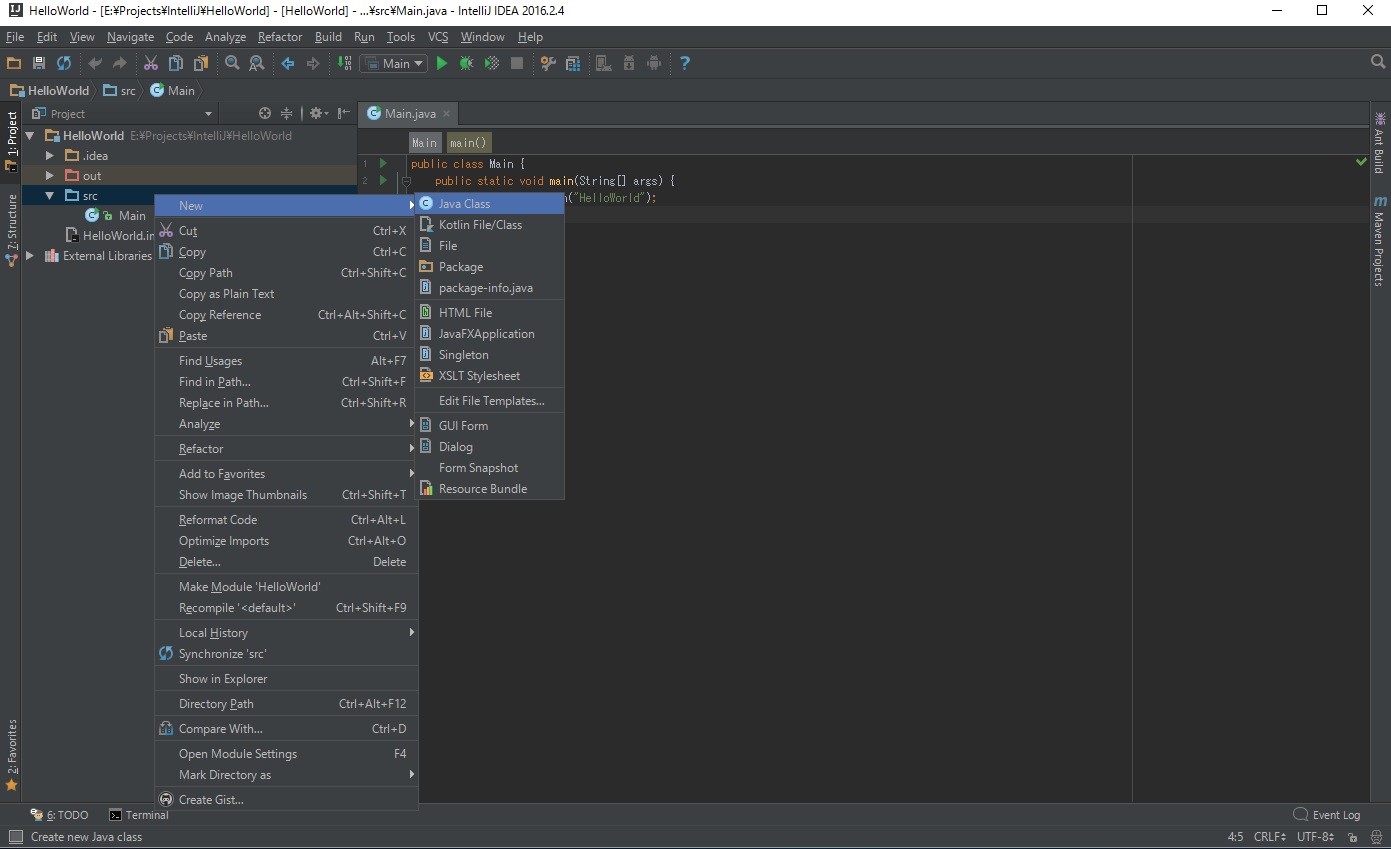 HelloWorld - [E:¥Projects¥IntelliJ¥HelloWorld] - [HelloWorld] - ...¥src¥Main.java - IntelliJ IDEA 2016.2.4
File Edit View Navigate Code Analyze Refactor Build Run Tools VCS Window Help
Main
HelloWorld src Main
1: Project
7: Structure
2: Favorites
Project
HelloWorld E:¥Projects¥IntelliJ¥HelloWorld
.idea
out
src
Main
HelloWorld.im
External Libraries
New
Cut Ctrl+X
Copy Ctrl+C
Copy Path Ctrl+Shift+C
Copy as Plain Text
Copy Reference Ctrl+Alt+Shift+C
Paste Ctrl+V
Find Usages Alt+F7
Find in Path... Ctrl+Shift+F
Replace in Path... Ctrl+Shift+R
Analyze
Refactor
Add to Favorites
Show Image Thumbnails Ctrl+Shift+T
Reformat Code Ctrl+Alt+L
Optimize Imports Ctrl+Alt+O
Delete... Delete
Make Module 'HelloWorld'
Recompile '<default>' Ctrl+Shift+F9
Local History
Synchronize 'src'
Show in Explorer
Directory Path Ctrl+Alt+F12
Compare With... Ctrl+D
Open Module Settings F4
Mark Directory as
Create Gist...
Java Class
Kotlin File/Class
File
Package
package-info.java
HTML File
JavaFXApplication
Singleton
XSLT Stylesheet
Edit File Templates...
GUI Form
Dialog
Form Snapshot
Resource Bundle
Main.java
Main main()
1 public class Main {
2 public static void main(String[] args) {
("HelloWorld");
Ant Build
Maven Projects
6: TODO Terminal Event Log
Create new Java class 4:5 CRLF UTF-8